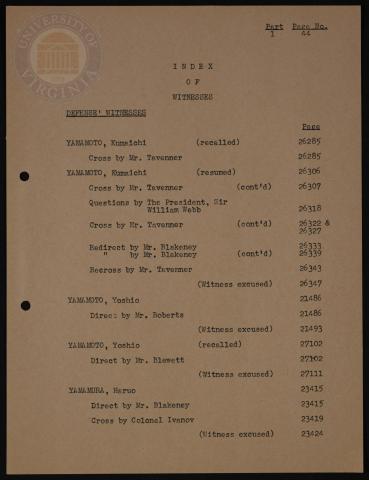 UNIVERSITY OF VIRGINIA
Part Page No.
1 44
INDEX
OF
WITNESSES
DEFENSE' WITNESSES
Page
YAMAMOTO, Kumaichi (recalled) 26285
Cross by Mr. Tavenner 26285
YAMAMOTO, Kumaichi (resumed) 26306
Cross by Mr. Tavenner (cont'd) 26307
Questions by The President, Sir
William Webb 26318
Cross by Mr. Tavenner (cont'd) 26322 &
26327
Redirect by Mr. Blakeney 26333
" by Mr. Blakeney (cont'd) 26339
Recross by Mr. Tavenner 26343
(Witness excused) 26347
YAMAMOTO, Yoshio 21486
Direct by Mr. Roberts 21486
(Witness excused) 21493
YAMAMOTO, Yoshio (recalled) 27102
Direct by Mr. Blewett 27102
(Witness excused) 27111
YAMAMURA, Haruo 23415
Direct by Mr. Blakeney 23415
Cross by Colonel Ivanov 23419
(Witness excused) 23424